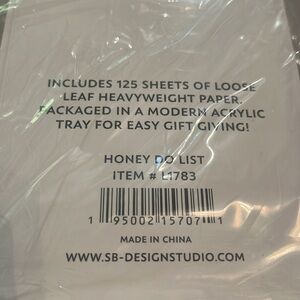 INCLUDES 125 SHEETS OF LOOSE
LEAF HEAVYWEIGHT PAPER.
PACKAGED IN A MODERN ACRYLIC
TRAY FOR EASY GIFT GIVING!
HONEY DO LIST
ITEM # L1783
1 95002 15707 1
MADE IN CHINA
WWW.SB-DESIGNSTUDIO.COM